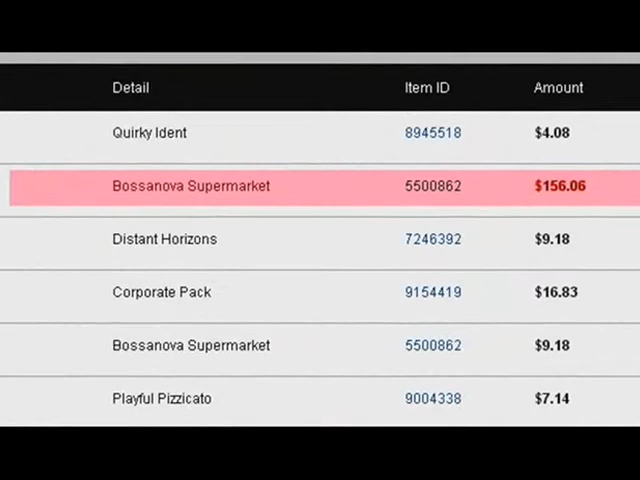 Detail Item ID Amount
Quirky Ident 8945518 $4.08
Bossanova Supermarket 5500862 $156.06
Distant Horizons 7246392 $9.18
Corporate Pack 9154419 $16.83
Bossanova Supermarket 5500862 $9.18
Playful Pizzicato 9004338 $7.14